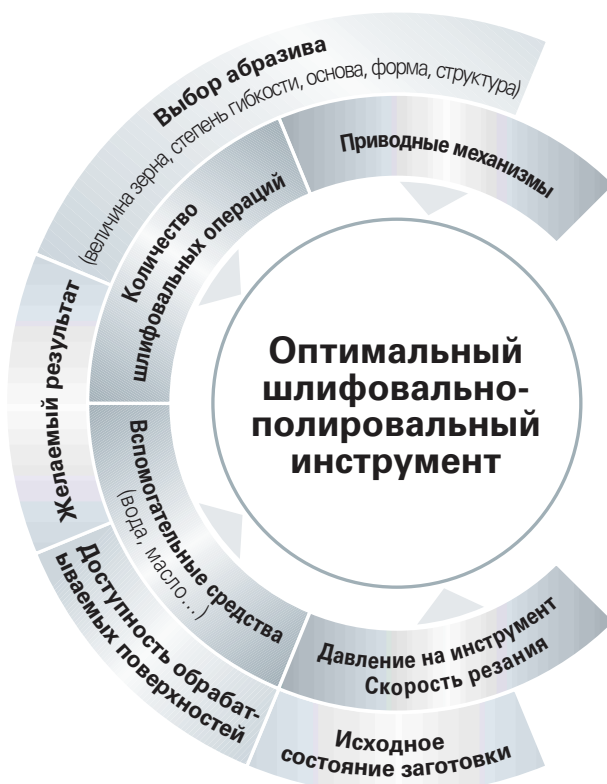 Выбор абразива
(величина зерна, степень гибкости, основа, форма, структура)
Приводные механизмы
Количество
шлифовальных операций
Желаемый результат
Оптимальный
шлифовально-
полировальный
инструмент
Вспомогательные средства
(вода, масло...)
Доступность обрабат-
ываемых поверхностей
Давление на инструмент
Скорость резания
Исходное
состояние заготовки